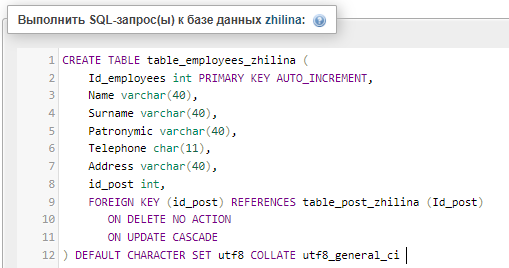 Выполнить SQL-запрос(ы) к базе данных zhilina:
1 CREATE TABLE table_employees_zhilina (
2 Id_employees int PRIMARY KEY AUTO_INCREMENT,
3 Name varchar(40),
4 Surname varchar(40),
5 Patronymic varchar(40),
6 Telephone char(11),
7 Address varchar(40),
8 id_post int,
9 FOREIGN KEY (id_post) REFERENCES table_post_zhilina (Id_post)
10 ON DELETE NO ACTION
11 ON UPDATE CASCADE
12 ) DEFAULT CHARACTER SET utf8 COLLATE utf8_general_ci